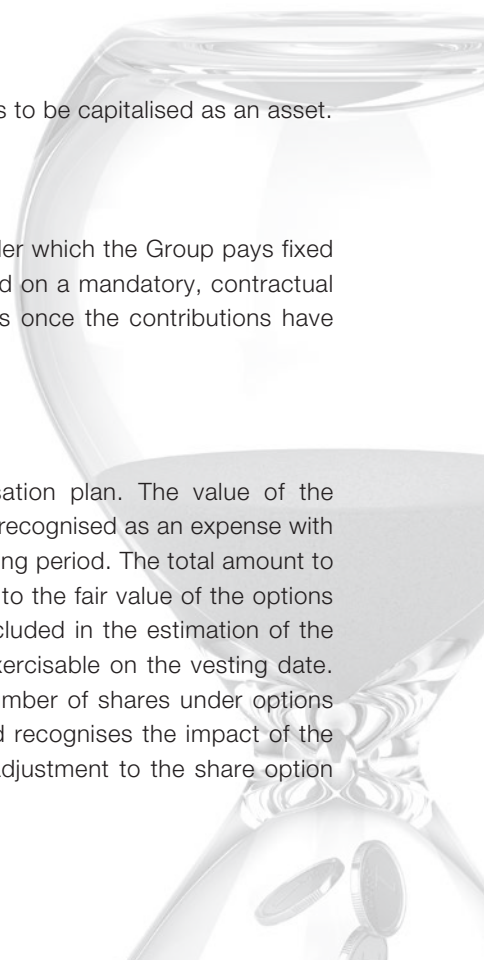 s to be capitalised as an asset.
der which the Group pays fixed
d on a mandatory, contractual
s once the contributions have
sation plan. The value of the
recognised as an expense with
ng period. The total amount to
to the fair value of the options
cluded in the estimation of the
xercisable on the vesting date.
mber of shares under options
d recognises the impact of the
adjustment to the share option